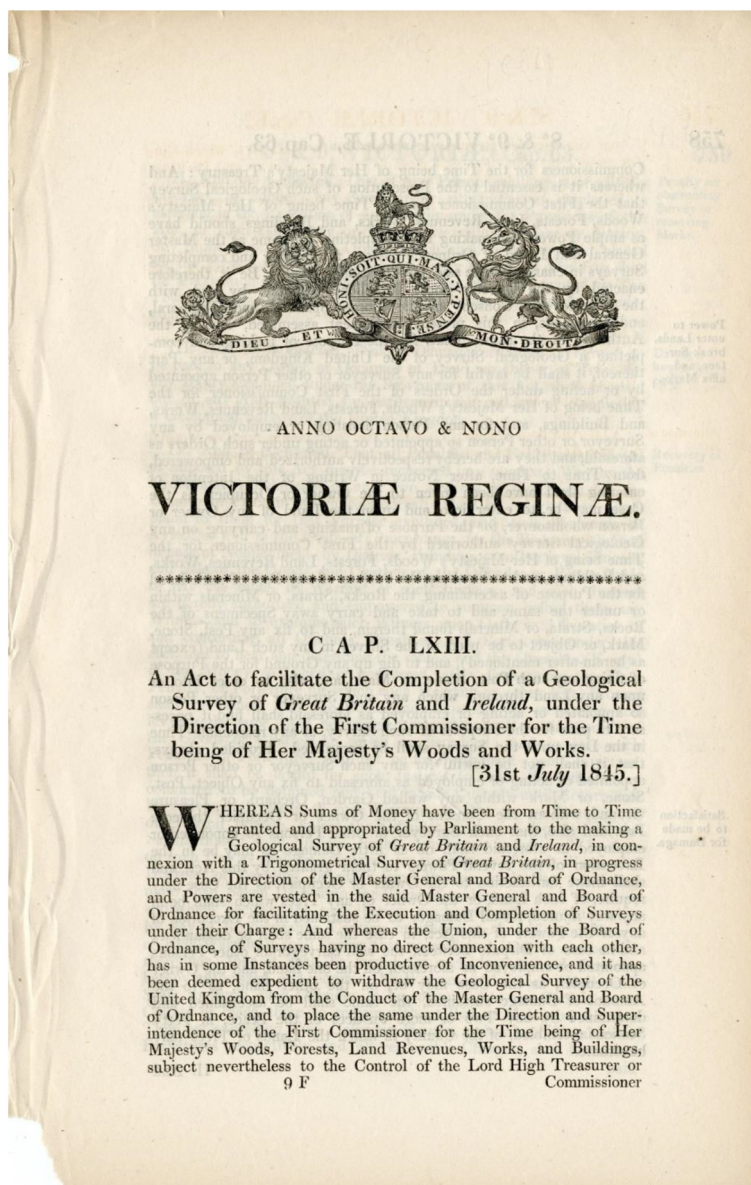 HONI · SOIT · QUI · MAL · Y · PENSE
DIEU · ET MON · DROIT
ANNO OCTAVO & NONO
VICTORIÆ REGINÆ.
CAP. LXIII.
An Act to facilitate the Completion of a Geological
Survey of Great Britain and Ireland, under the
Direction of the First Commissioner for the Time
being of Her Majesty's Woods and Works.
[31st July 1845.]
WHEREAS Sums of Money have been from Time to Time
granted and appropriated by Parliament to the making a
Geological Survey of Great Britain and Ireland, in con-
nexion with a Trigonometrical Survey of Great Britain, in progress
under the Direction of the Master General and Board of Ordnance,
and Powers are vested in the said Master General and Board of
Ordnance for facilitating the Execution and Completion of Surveys
under their Charge: And whereas the Union, under the Board of
Ordnance, of Surveys having no direct Connexion with each other,
has in some Instances been productive of Inconvenience, and it has
been deemed expedient to withdraw the Geological Survey of the
United Kingdom from the Conduct of the Master General and Board
of Ordnance, and to place the same under the Direction and Super-
intendence of the First Commissioner for the Time being of Her
Majesty's Woods, Forests, Land Revenues, Works, and Buildings,
subject nevertheless to the Control of the Lord High Treasurer or
9 F Commissioner